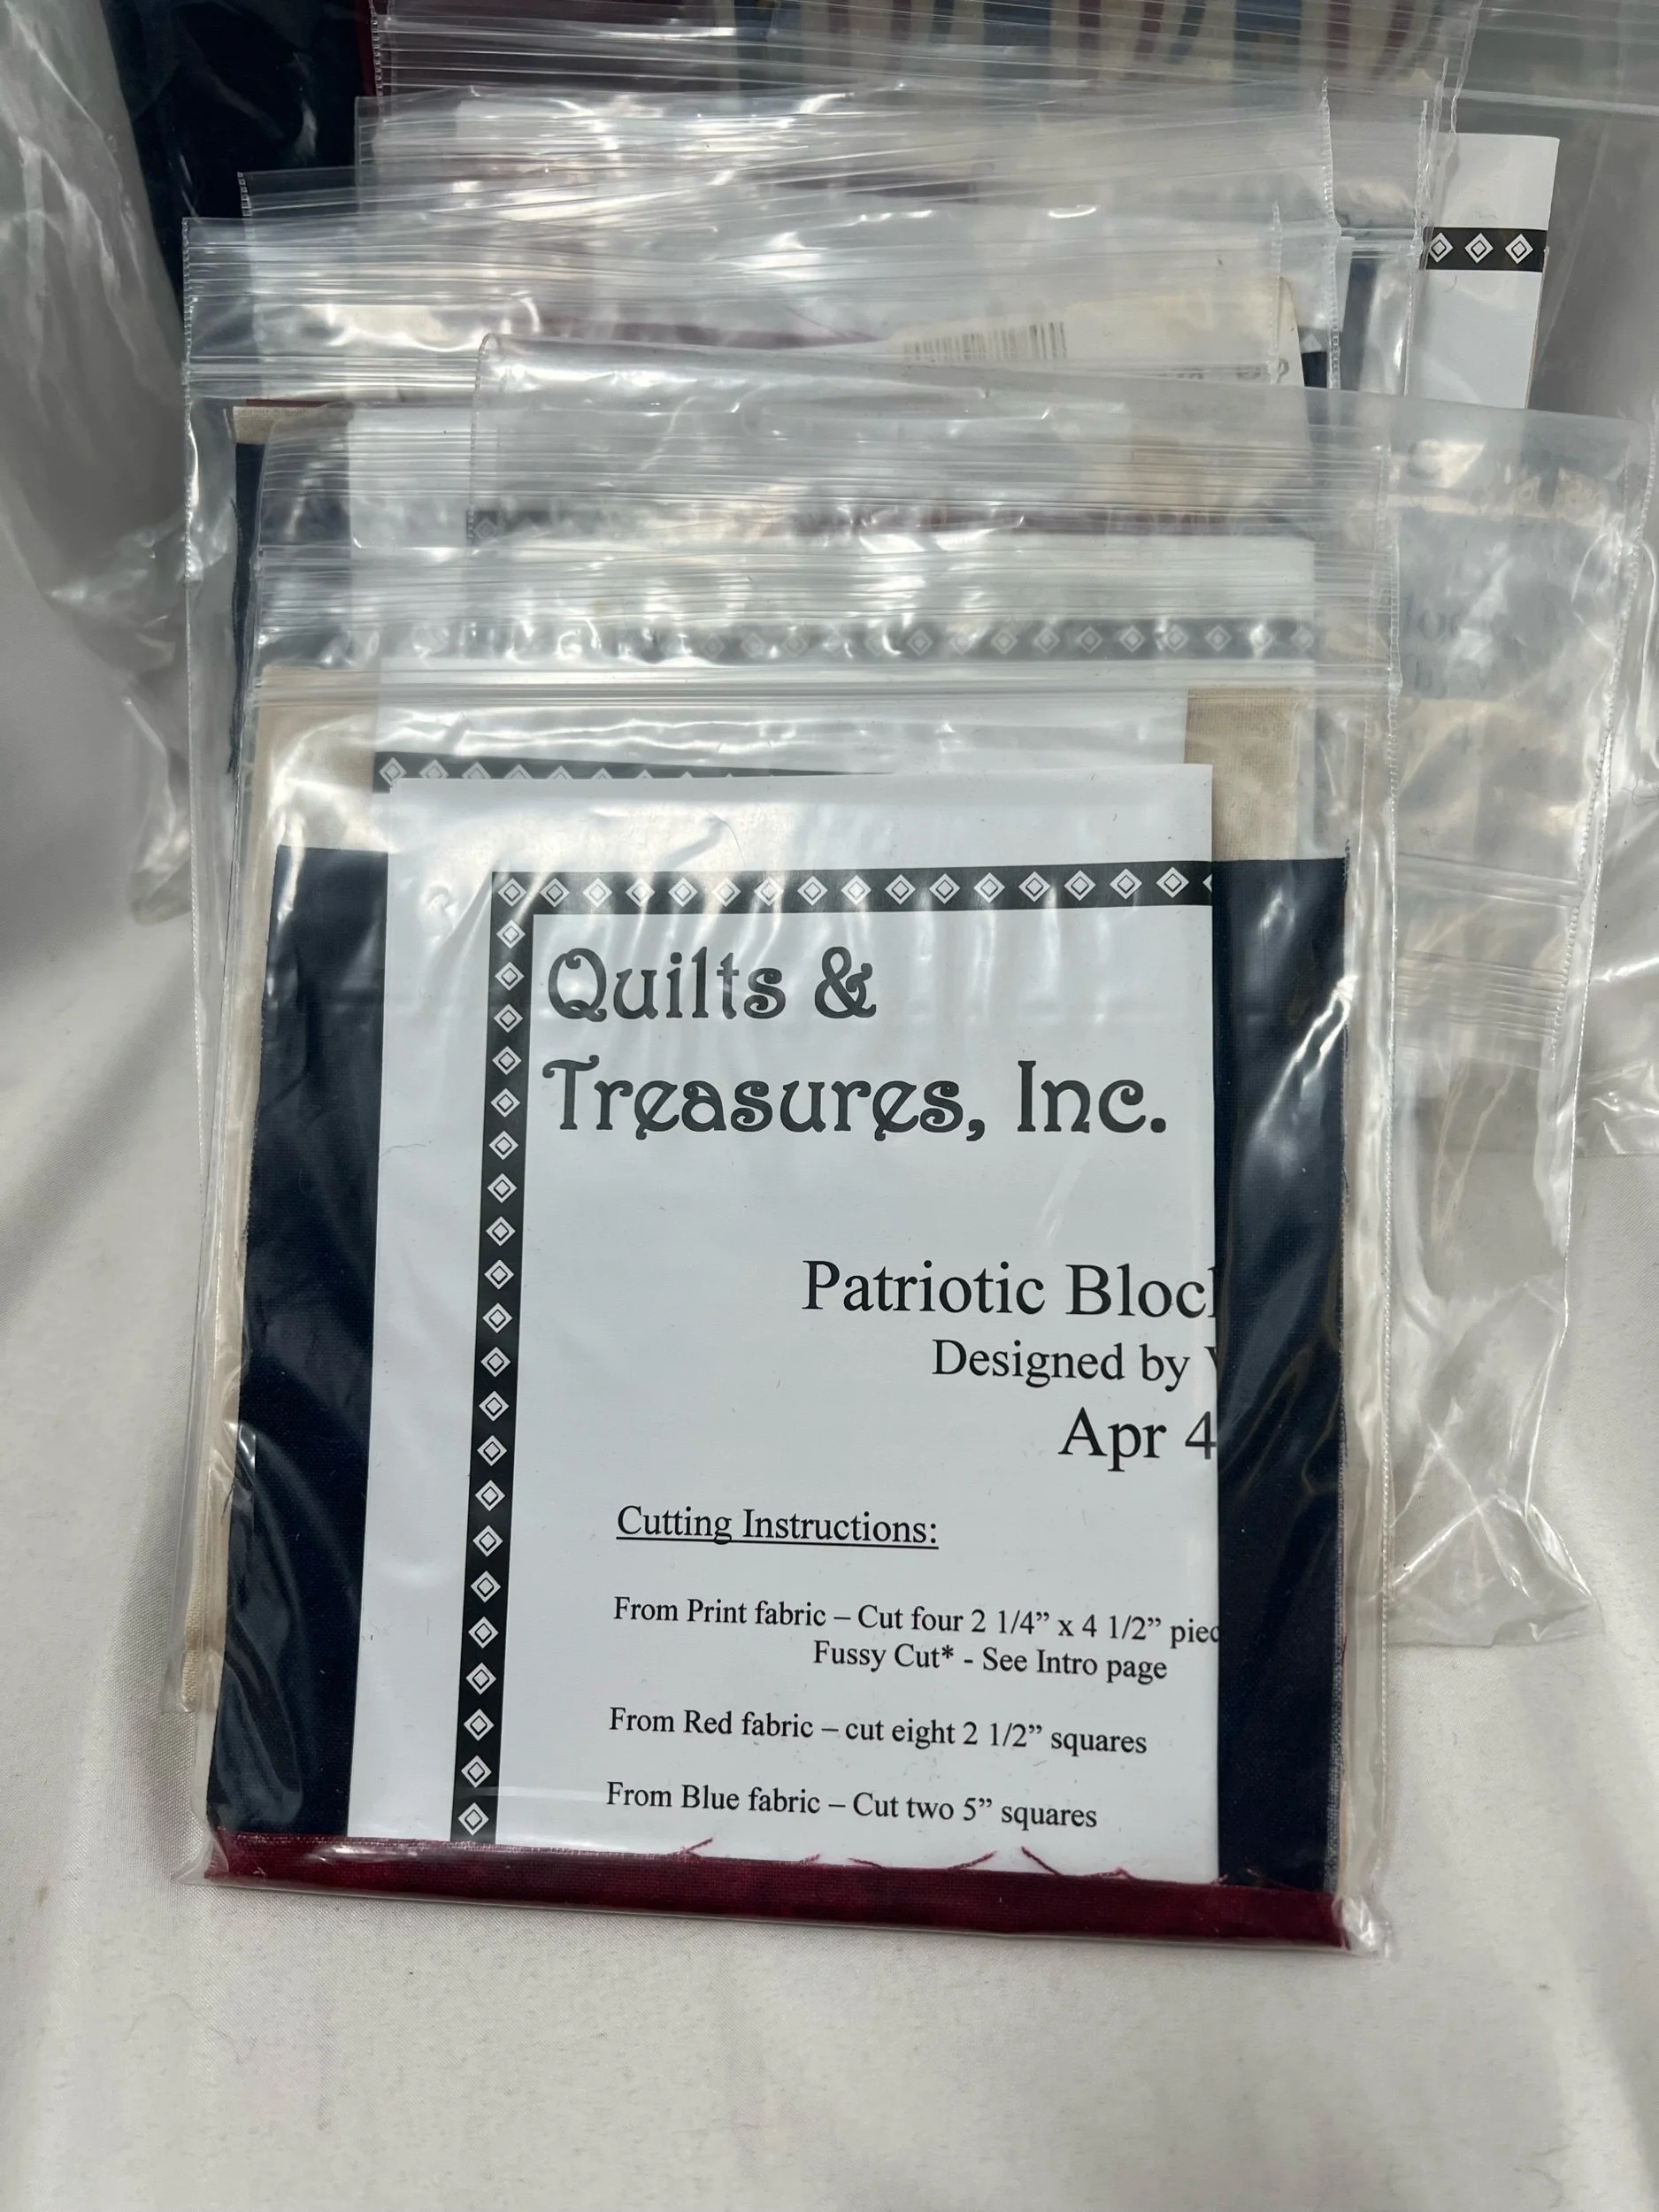 Quilts &
Treasures, Inc.
Patriotic Bloc
Designed by
Apr 4
Cutting Instructions:
From Print fabric – Cut four 2 1/4” x 4 1/2” piec
Fussy Cut* - See Intro page
From Red fabric – cut eight 2 1/2” squares
From Blue fabric – Cut two 5” squares